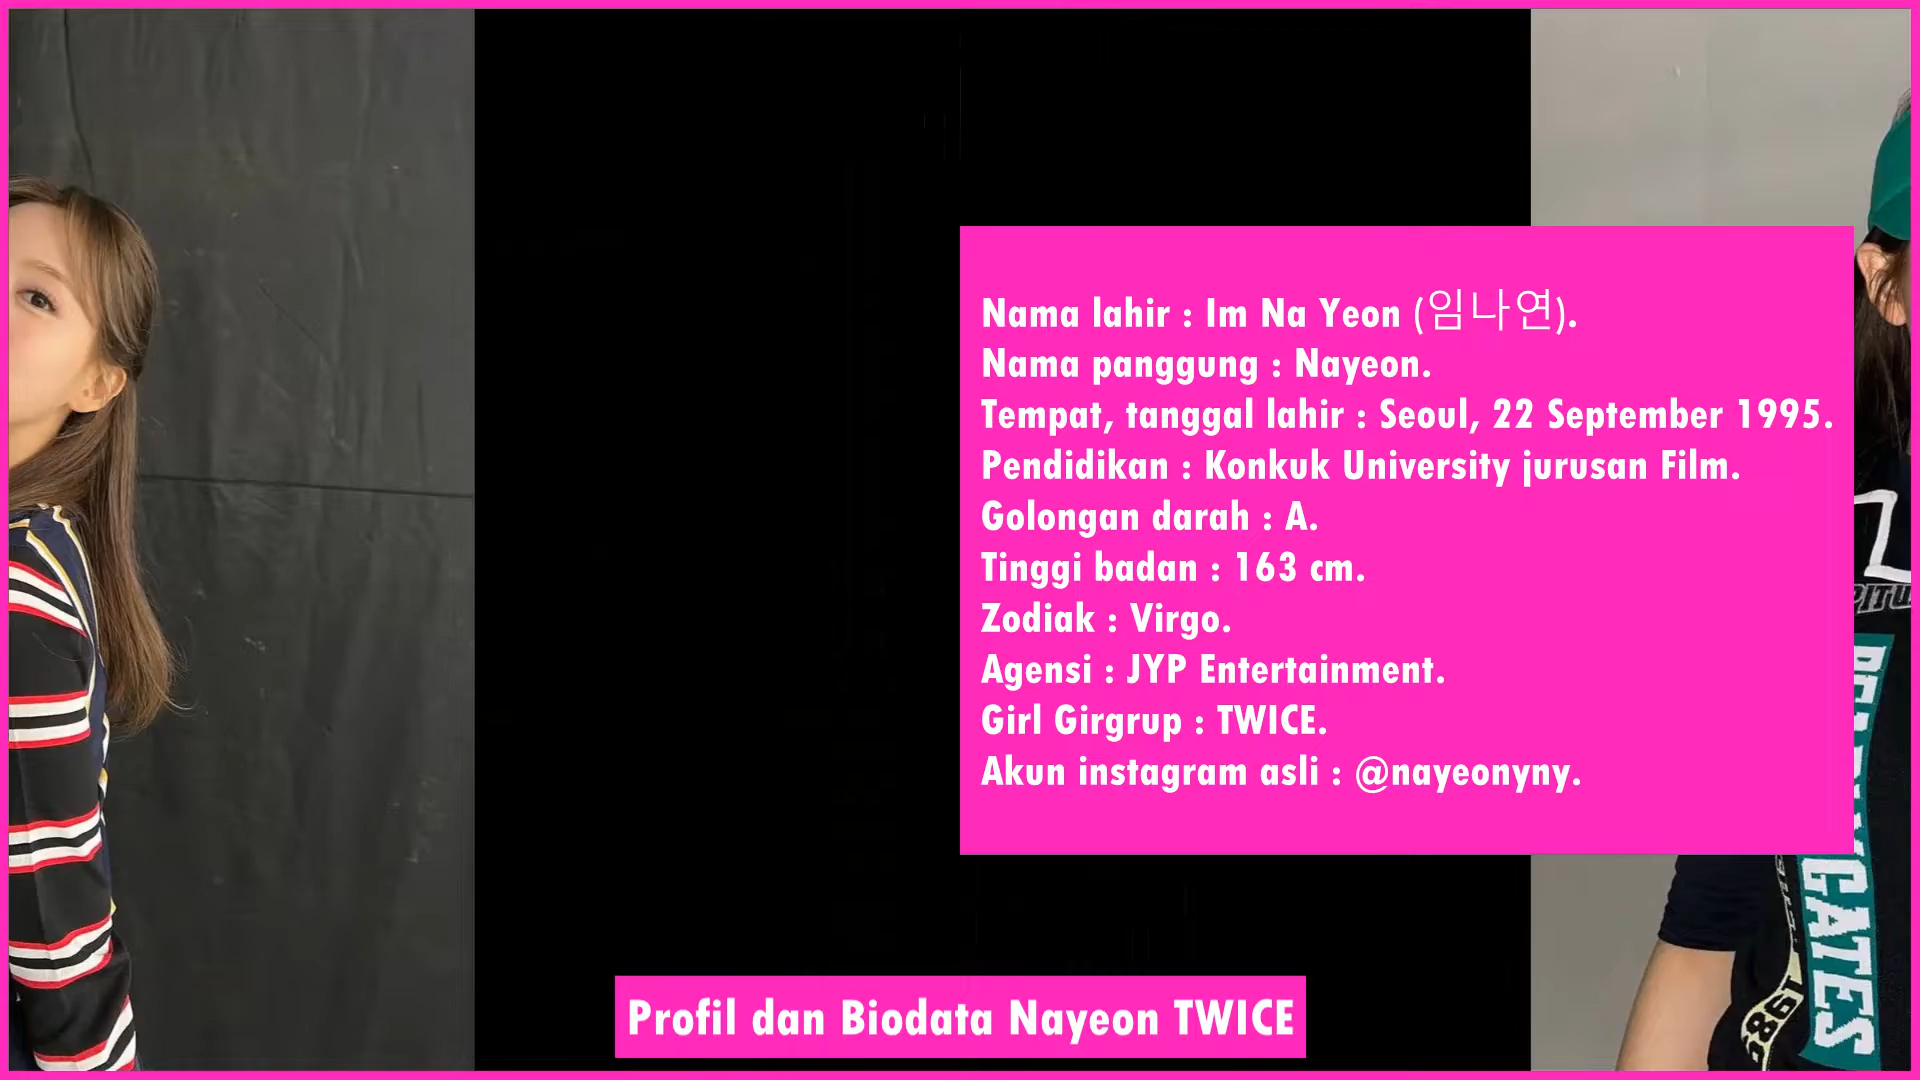 Nama lahir : Im Na Yeon (임나연).
Nama panggung : Nayeon.
Tempat, tanggal lahir : Seoul, 22 September 1995.
Pendidikan : Konkuk University jurusan Film.
Golongan darah : A.
Tinggi badan : 163 cm.
Zodiak : Virgo.
Agensi : JYP Entertainment.
Girl Girgrup : TWICE.
Akun instagram asli : @nayeonyny.
GATES
Profil dan Biodata Nayeon TWICE